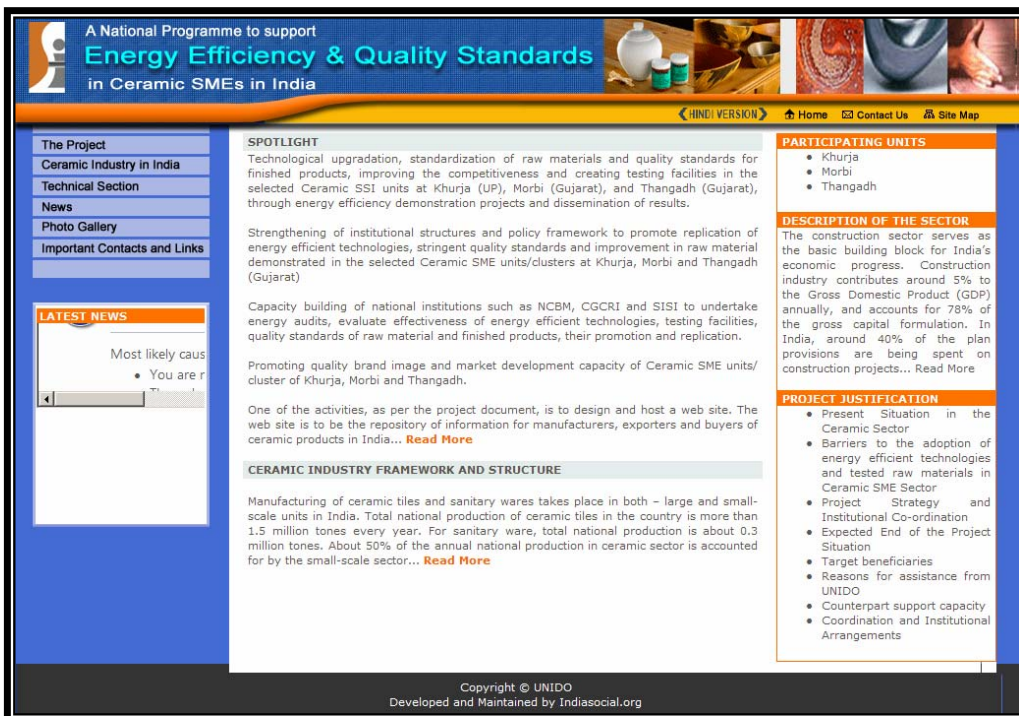 A National Programme to support
Energy Efficiency & Quality Standards
in Ceramic SMEs in India
《HINDI VERSION》 Home Contact Us Site Map
The Project
Ceramic Industry in India
Technical Section
News
Photo Gallery
Important Contacts and Links
LATEST NEWS
Most likely caus
• You are r
SPOTLIGHT
Technological upgradation, standardization of raw materials and quality standards for
finished products, improving the competitiveness and creating testing facilities in the
selected Ceramic SSI units at Khurja (UP), Morbi (Gujarat), and Thangadh (Gujarat),
through energy efficiency demonstration projects and dissemination of results.
Strengthening of institutional structures and policy framework to promote replication of
energy efficient technologies, stringent quality standards and improvement in raw material
demonstrated in the selected Ceramic SME units/clusters at Khurja, Morbi and Thangadh
(Gujarat)
Capacity building of national institutions such as NCBM, CGCRI and SISI to undertake
energy audits, evaluate effectiveness of energy efficient technologies, testing facilities,
quality standards of raw material and finished products, their promotion and replication.
Promoting quality brand image and market development capacity of Ceramic SME units/
cluster of Khurja, Morbi and Thangadh.
One of the activities, as per the project document, is to design and host a web site. The
web site is to be the repository of information for manufacturers, exporters and buyers of
ceramic products in India... Read More
CERAMIC INDUSTRY FRAMEWORK AND STRUCTURE
Manufacturing of ceramic tiles and sanitary wares takes place in both – large and small-
scale units in India. Total national production of ceramic tiles in the country is more than
1.5 million tones every year. For sanitary ware, total national production is about 0.3
million tones. About 50% of the annual national production in ceramic sector is accounted
for by the small-scale sector... Read More
PARTICIPATING UNITS
• Khurja
• Morbi
• Thangadh
DESCRIPTION OF THE SECTOR
The construction sector serves as
the basic building block for India's
economic progress. Construction
industry contributes around 5% to
the Gross Domestic Product (GDP)
annually, and accounts for 78% of
the gross capital formulation. In
India, around 40% of the plan
provisions are being spent on
construction projects... Read More
PROJECT JUSTIFICATION
• Present Situation in the
Ceramic Sector
• Barriers to the adoption of
energy efficient technologies
and tested raw materials in
Ceramic SME Sector
• Project Strategy and
Institutional Co-ordination
• Expected End of the Project
Situation
• Target beneficiaries
• Reasons for assistance from
UNIDO
• Counterpart support capacity
• Coordination and Institutional
Arrangements
Copyright © UNIDO
Developed and Maintained by Indiasocial.org